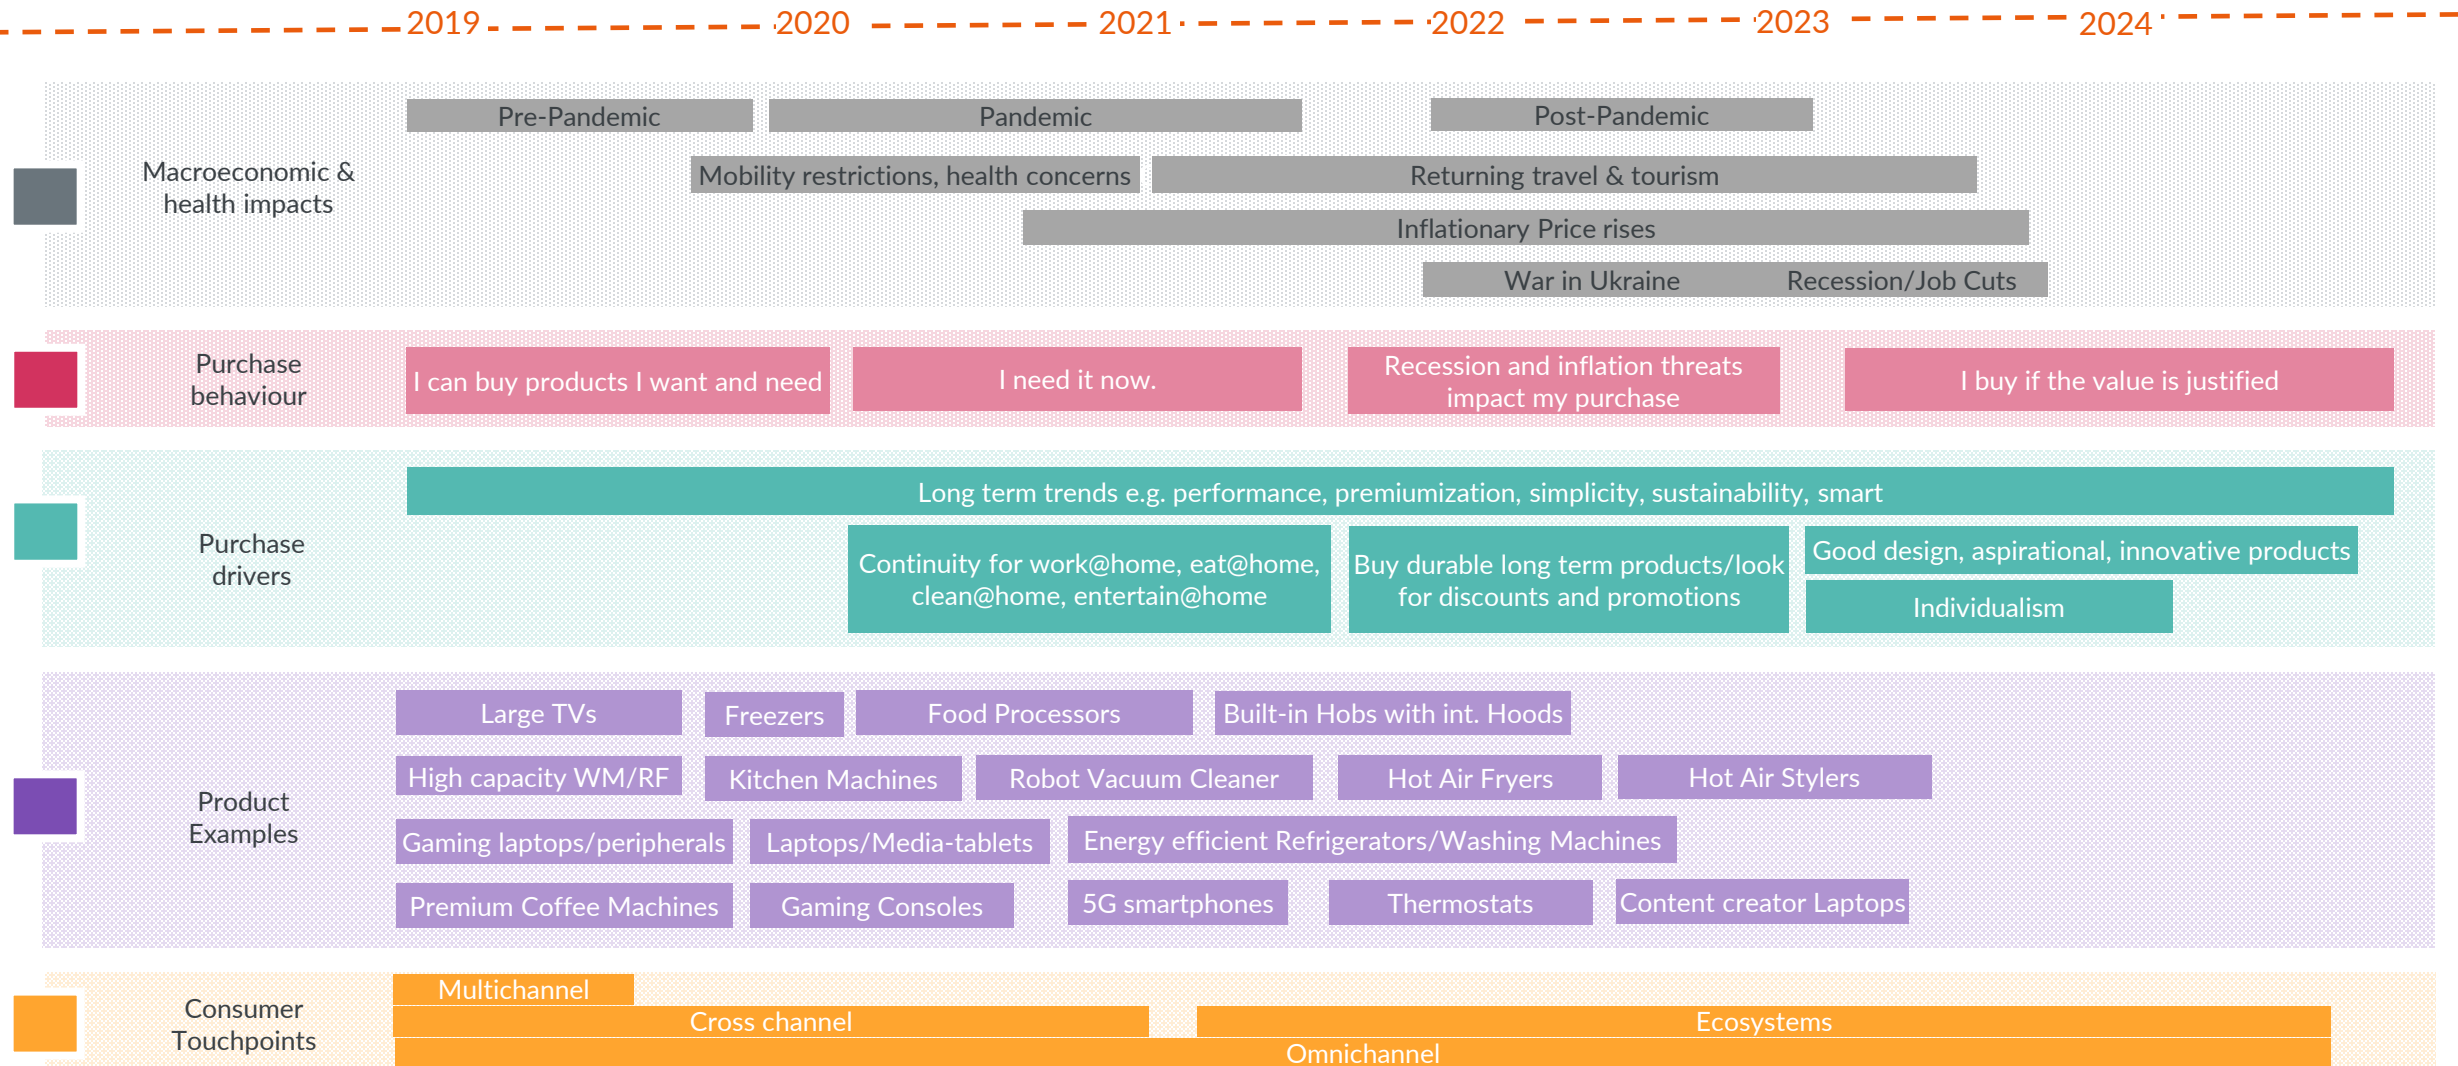 2019 2020 2021 2022 2023 2024
Macroeconomic &
health impacts
Pre-Pandemic
Pandemic
Post-Pandemic
Mobility restrictions, health concerns
Returning travel & tourism
Inflationary Price rises
War in Ukraine
Recession/Job Cuts
Purchase
behaviour
I can buy products I want and need
I need it now.
Recession and inflation threats
impact my purchase
I buy if the value is justified
Purchase
drivers
Long term trends e.g. performance, premiumization, simplicity, sustainability, smart
Continuity for work@home, eat@home,
clean@home, entertain@home
Buy durable long term products/look
for discounts and promotions
Good design, aspirational, innovative products
Individualism
Product
Examples
Large TVs
Freezers
Food Processors
Built-in Hobs with int. Hoods
High capacity WM/RF
Kitchen Machines
Robot Vacuum Cleaner
Hot Air Fryers
Hot Air Stylers
Gaming laptops/peripherals
Laptops/Media-tablets
Energy efficient Refrigerators/Washing Machines
Premium Coffee Machines
Gaming Consoles
5G smartphones
Thermostats
Content creator Laptops
Consumer
Touchpoints
Multichannel
Cross channel
Ecosystems
Omnichannel